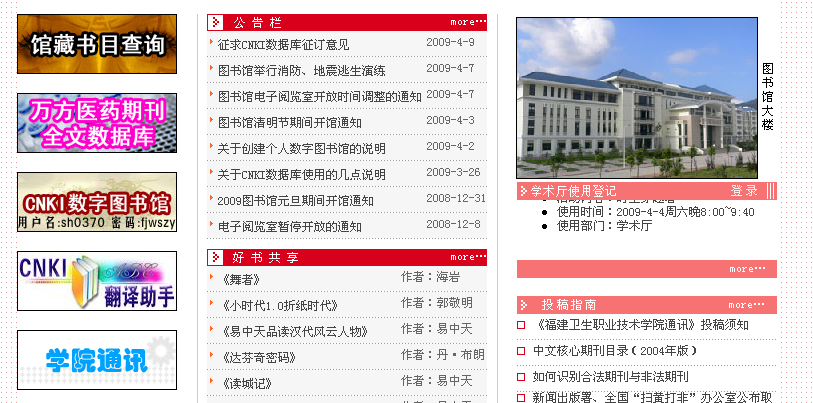 馆藏书目查询
万方医药期刊
全文数据库
CNKI数字图书馆
用户名:sh0370 密码:fjwszy
CNKI
ABC
翻译助手
学院通讯
公告栏 more…
征求CNKI数据库征订意见 2009-4-9
图书馆举行消防、地震逃生演练 2009-4-7
图书馆电子阅览室开放时间调整的通知 2009-4-7
图书馆清明节期间开馆通知 2009-4-3
关于创建个人数字图书馆的说明 2009-4-2
关于CNKI数据库使用的几点说明 2009-3-26
2009图书馆元旦期间开馆通知 2008-12-31
电子阅览室暂停开放的通知 2008-12-8
好书共享 more…
《舞者》 作者：海岩
《小时代1.0折纸时代》 作者：郭敬明
《易中天品读汉代风云人物》 作者：易中天
《达芬奇密码》 作者：丹·布朗
《读城记》 作者：易中天
图书馆大楼
学术厅使用登记 登录
使用时间：2009-4-4周六晚8:00~9:40
使用部门：学术厅
more…
投稿指南 more…
《福建卫生职业技术学院通讯》投稿须知
中文核心期刊目录（2004年版）
如何识别合法期刊与非法期刊
新闻出版署、全国“扫黄打非”办公室公布取